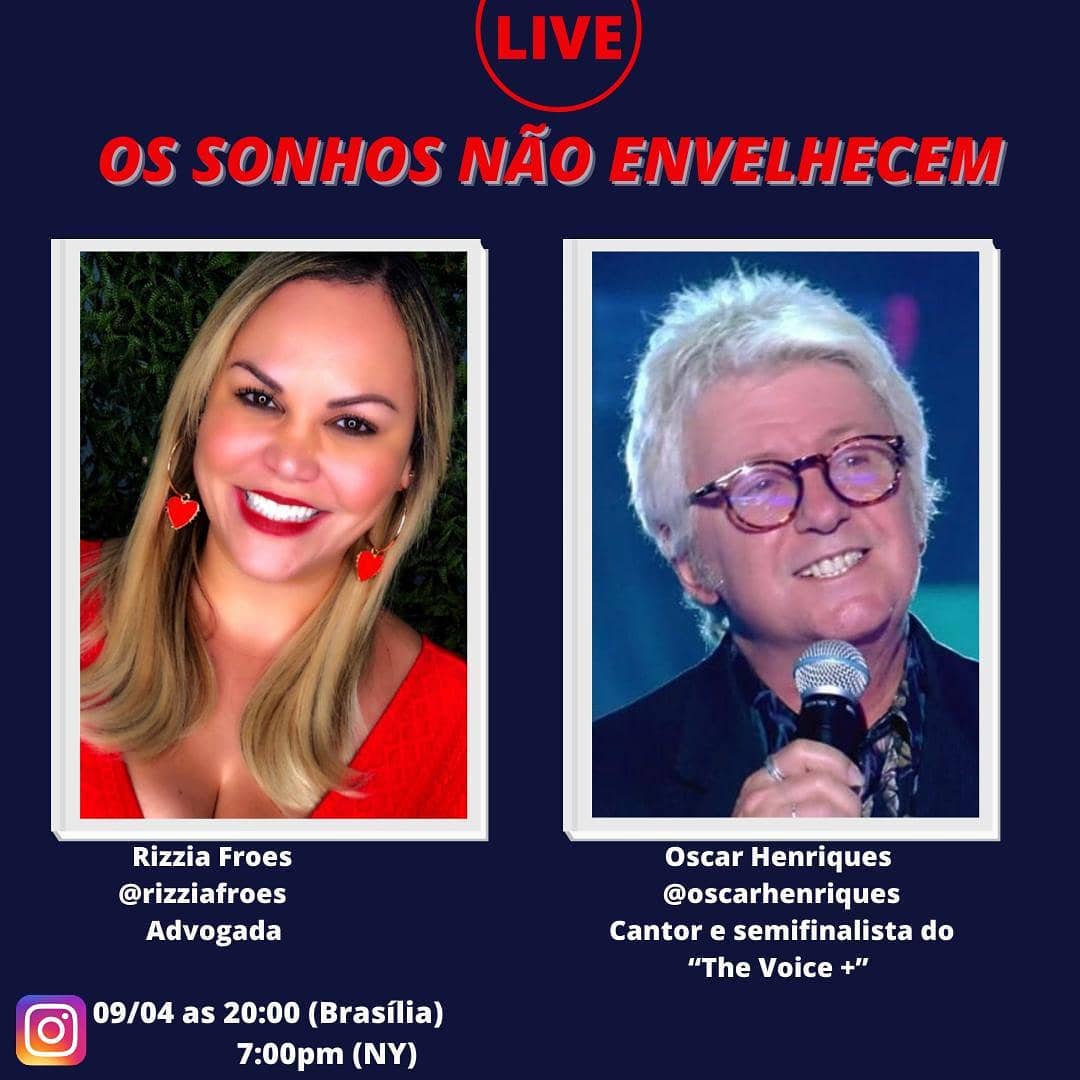 LIVE
OS SONHOS NÃO ENVELHECEM
Rizzia Froes
@rizziafroes
Advogada
Oscar Henriques
@oscarhenriques
Cantor e semifinalista do
“The Voice +”
09/04 as 20:00 (Brasília)
7:00pm (NY)